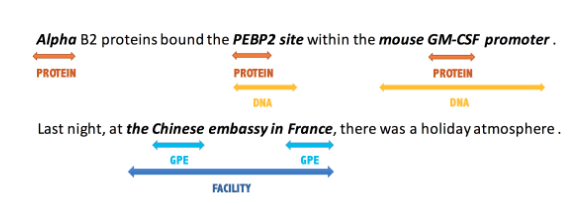 Alpha B2 proteins bound the PEBP2 site within the mouse GM-CSF promoter .
PROTEIN PROTEIN PROTEIN
DNA DNA
Last night, at the Chinese embassy in France, there was a holiday atmosphere .
GPE GPE
FACILITY